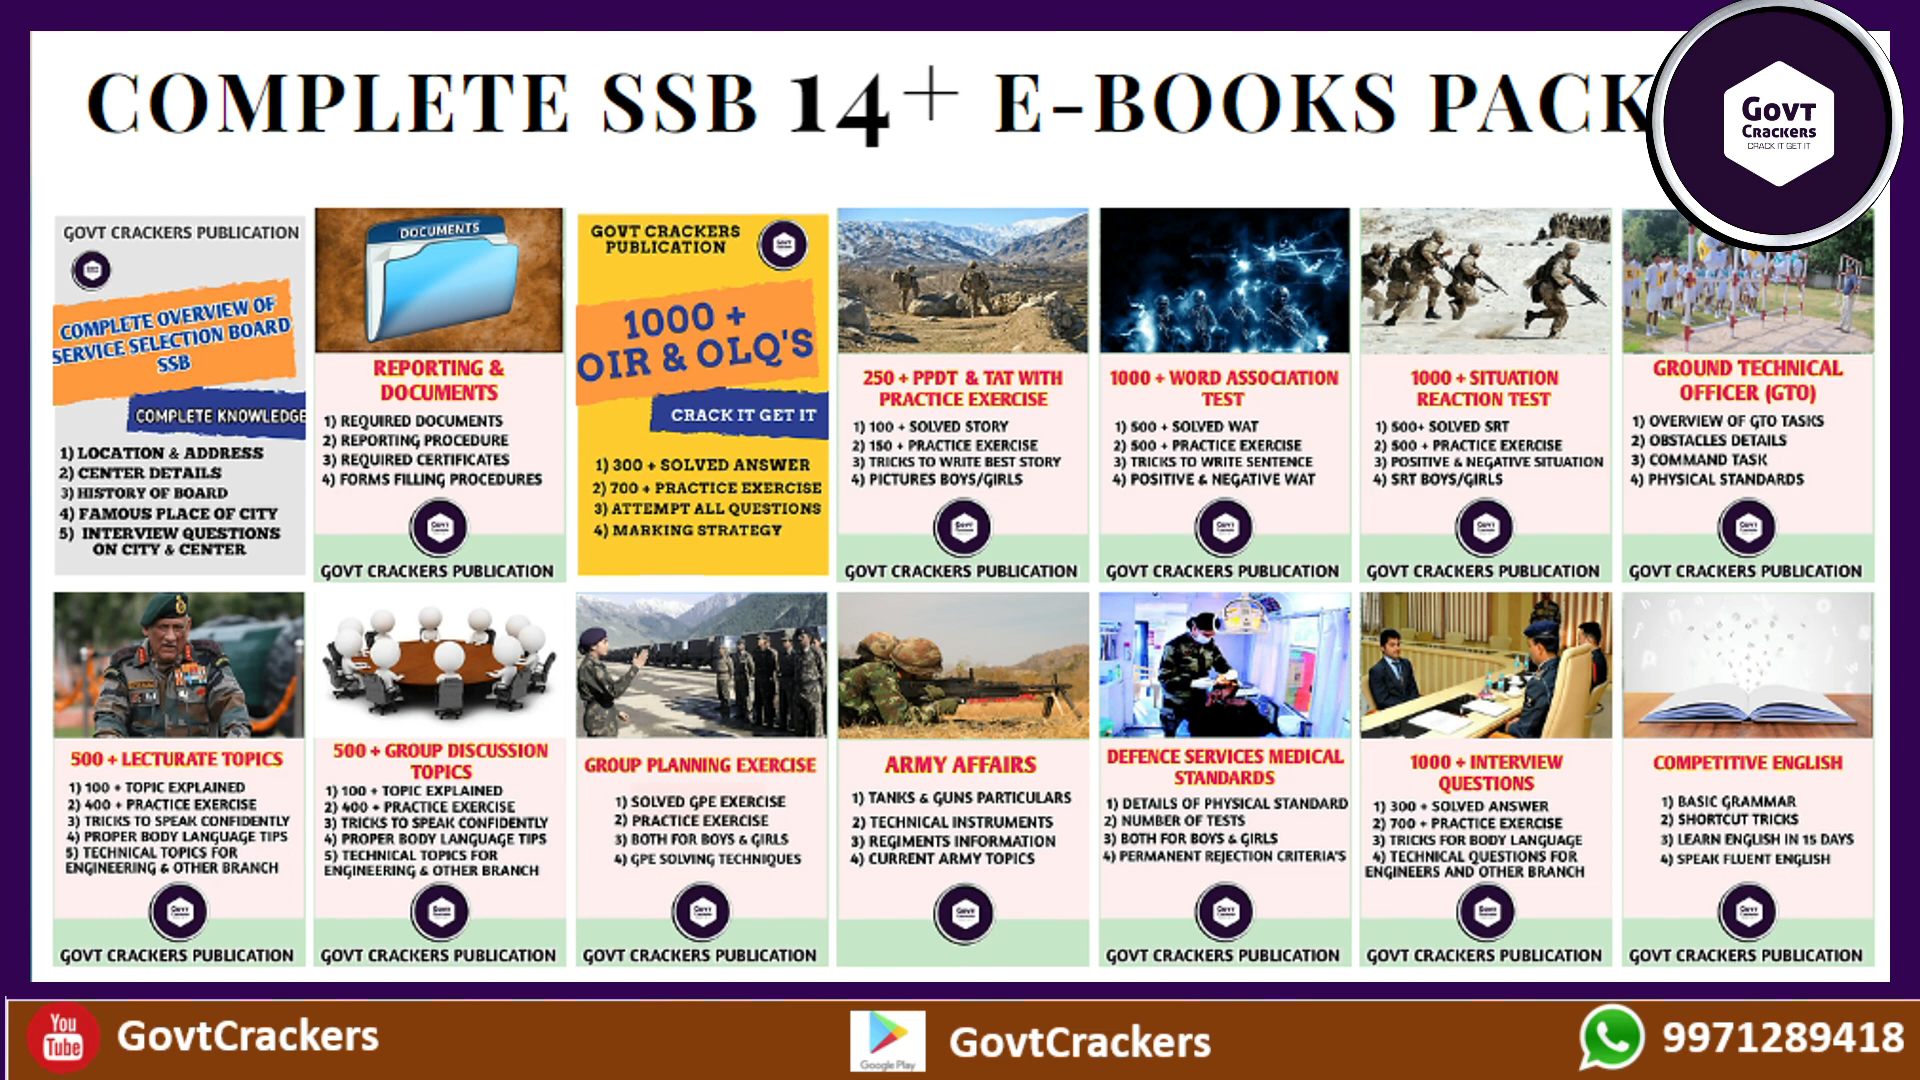 COMPLETE SSB 14+ E-BOOKS PACK
GOVT
CRACKERS
CRACK IT GET IT
GOVT CRACKERS PUBLICATION
COMPLETE OVERVIEW OF
SERVICE SELECTION BOARD
SSB
COMPLETE KNOWLEDGE
1) LOCATION & ADDRESS
2) CENTER DETAILS
3) HISTORY OF BOARD
4) FAMOUS PLACE OF CITY
5) INTERVIEW QUESTIONS
ON CITY & CENTER
DOCUMENTS
REPORTING &
DOCUMENTS
1) REQUIRED DOCUMENTS
2) REPORTING PROCEDURE
3) REQUIRED CERTIFICATES
4) FORMS FILLING PROCEDURES
GOVT CRACKERS PUBLICATION
GOVT CRACKERS
PUBLICATION
1000 +
OIR & OLQ'S
CRACK IT GET IT
1) 300 + SOLVED ANSWER
2) 700 + PRACTICE EXERCISE
3) ATTEMPT ALL QUESTIONS
4) MARKING STRATEGY
250 + PPDT & TAT WITH
PRACTICE EXERCISE
1) 100 + SOLVED STORY
2) 150 + PRACTICE EXERCISE
3) TRICKS TO WRITE BEST STORY
4) PICTURES BOYS/GIRLS
GOVT CRACKERS PUBLICATION
1000 + WORD ASSOCIATION
TEST
1) 500 + SOLVED WAT
2) 500 + PRACTICE EXERCISE
3) TRICKS TO WRITE SENTENCE
4) POSITIVE & NEGATIVE WAT
GOVT CRACKERS PUBLICATION
1000 + SITUATION
REACTION TEST
1) 500+ SOLVED SRT
2) 500 + PRACTICE EXERCISE
3) POSITIVE & NEGATIVE SITUATION
4) SRT BOYS/GIRLS
GOVT CRACKERS PUBLICATION
GROUND TECHNICAL
OFFICER (GTO)
1) OVERVIEW OF GTO TASKS
2) OBSTACLES DETAILS
3) COMMAND TASK
4) PHYSICAL STANDARDS
GOVT CRACKERS PUBLICATION
500 + LECTURATE TOPICS
1) 100 + TOPIC EXPLAINED
2) 400 + PRACTICE EXERCISE
3) TRICKS TO SPEAK CONFIDENTLY
4) PROPER BODY LANGUAGE TIPS
5) TECHNICAL TOPICS FOR
ENGINEERING & OTHER BRANCH
GOVT CRACKERS PUBLICATION
500 + GROUP DISCUSSION
TOPICS
1) 100 + TOPIC EXPLAINED
2) 400 + PRACTICE EXERCISE
3) TRICKS TO SPEAK CONFIDENTLY
4) PROPER BODY LANGUAGE TIPS
5) TECHNICAL TOPICS FOR
ENGINEERING & OTHER BRANCH
GOVT CRACKERS PUBLICATION
GROUP PLANNING EXERCISE
1) SOLVED GPE EXERCISE
2) PRACTICE EXERCISE
3) BOTH FOR BOYS & GIRLS
4) GPE SOLVING TECHNIQUES
GOVT CRACKERS PUBLICATION
ARMY AFFAIRS
1) TANKS & GUNS PARTICULARS
2) TECHNICAL INSTRUMENTS
3) REGIMENTS INFORMATION
4) CURRENT ARMY TOPICS
DEFENCE SERVICES MEDICAL
STANDARDS
1) DETAILS OF PHYSICAL STANDARD
2) NUMBER OF TESTS
3) BOTH FOR BOYS & GIRLS
4) PERMANENT REJECTION CRITERIA'S
GOVT CRACKERS PUBLICATION
1000 + INTERVIEW
QUESTIONS
1) 300 + SOLVED ANSWER
2) 700 + PRACTICE EXERCISE
3) TRICKS FOR BODY LANGUAGE
4) TECHNICAL QUESTIONS FOR
ENGINEERS AND OTHER BRANCH
GOVT CRACKERS PUBLICATION
COMPETITIVE ENGLISH
1) BASIC GRAMMAR
2) SHORTCUT TRICKS
3) LEARN ENGLISH IN 15 DAYS
4) SPEAK FLUENT ENGLISH
GOVT CRACKERS PUBLICATION
You
Tube
GovtCrackers
Google Play
GovtCrackers
9971289418